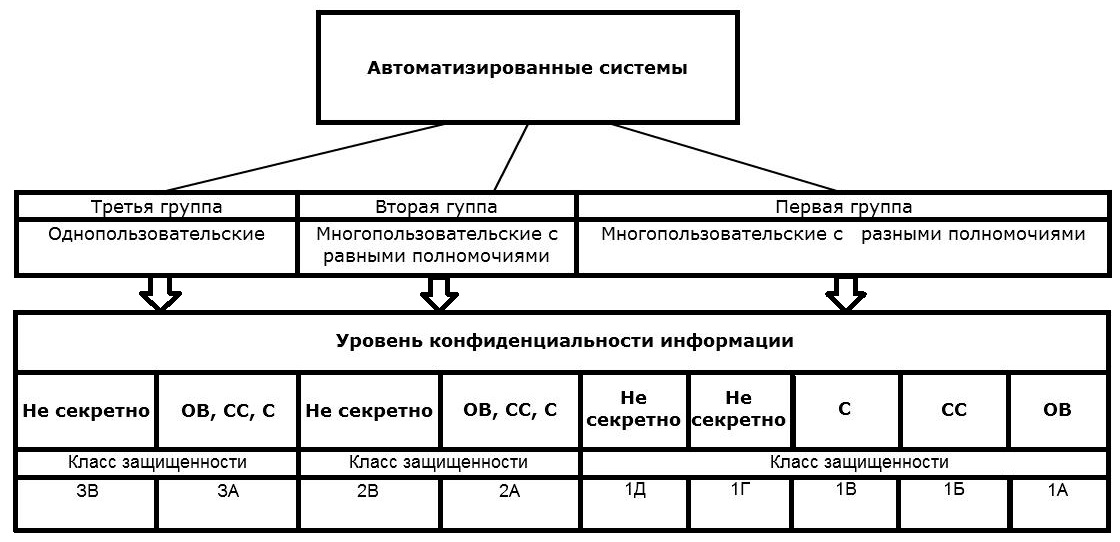 Автоматизированные системы
Третья группа
Вторая гуппа
Первая группа
Однопользовательские
Многопользовательские с
равными полномочиями
Многопользовательские с разными полномочиями
Уровень конфиденциальности информации
Не секретно
ОВ, СС, С
Не секретно
ОВ, СС, С
Не
секретно
Не
секретно
С
СС
ОВ
Класс защищенности
Класс защищенности
Класс защищенности
3В
3А
2В
2А
1Д
1Г
1В
1Б
1А